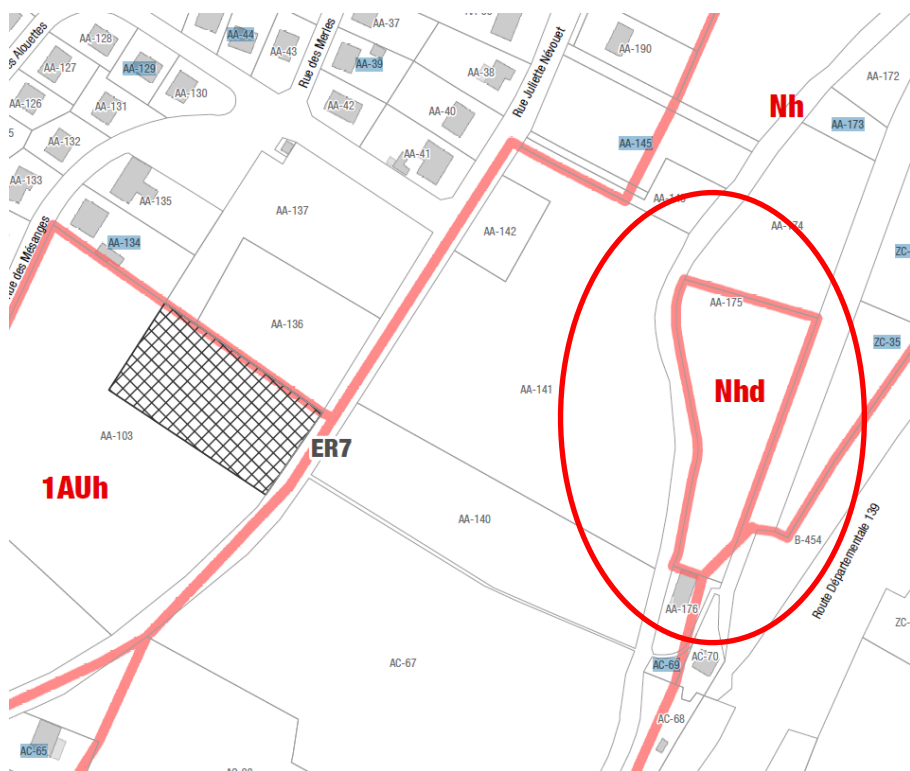 AA-37
AA-44
AA-43
AA-128
AA-127
AA-129
AA-130
AA-126
AA-131
AA-132
AA-133
AA-135
AA-134
Rue des Merles
AA-39
AA-42
AA-38
AA-40
AA-41
Rue Juliette Névouet
AA-190
AA-172
Nh
AA-173
AA-145
AA-137
AA-142
AA-174
ZC-
AA-175
ZC-35
Rue des Mésanges
AA-136
Nhd
AA-141
AA-103
ER7
1AUh
AA-140
B-454
Route Départementale 139
AA-176
ZC-
AC-67
AC-69
AC-70
AC-68
AC-65